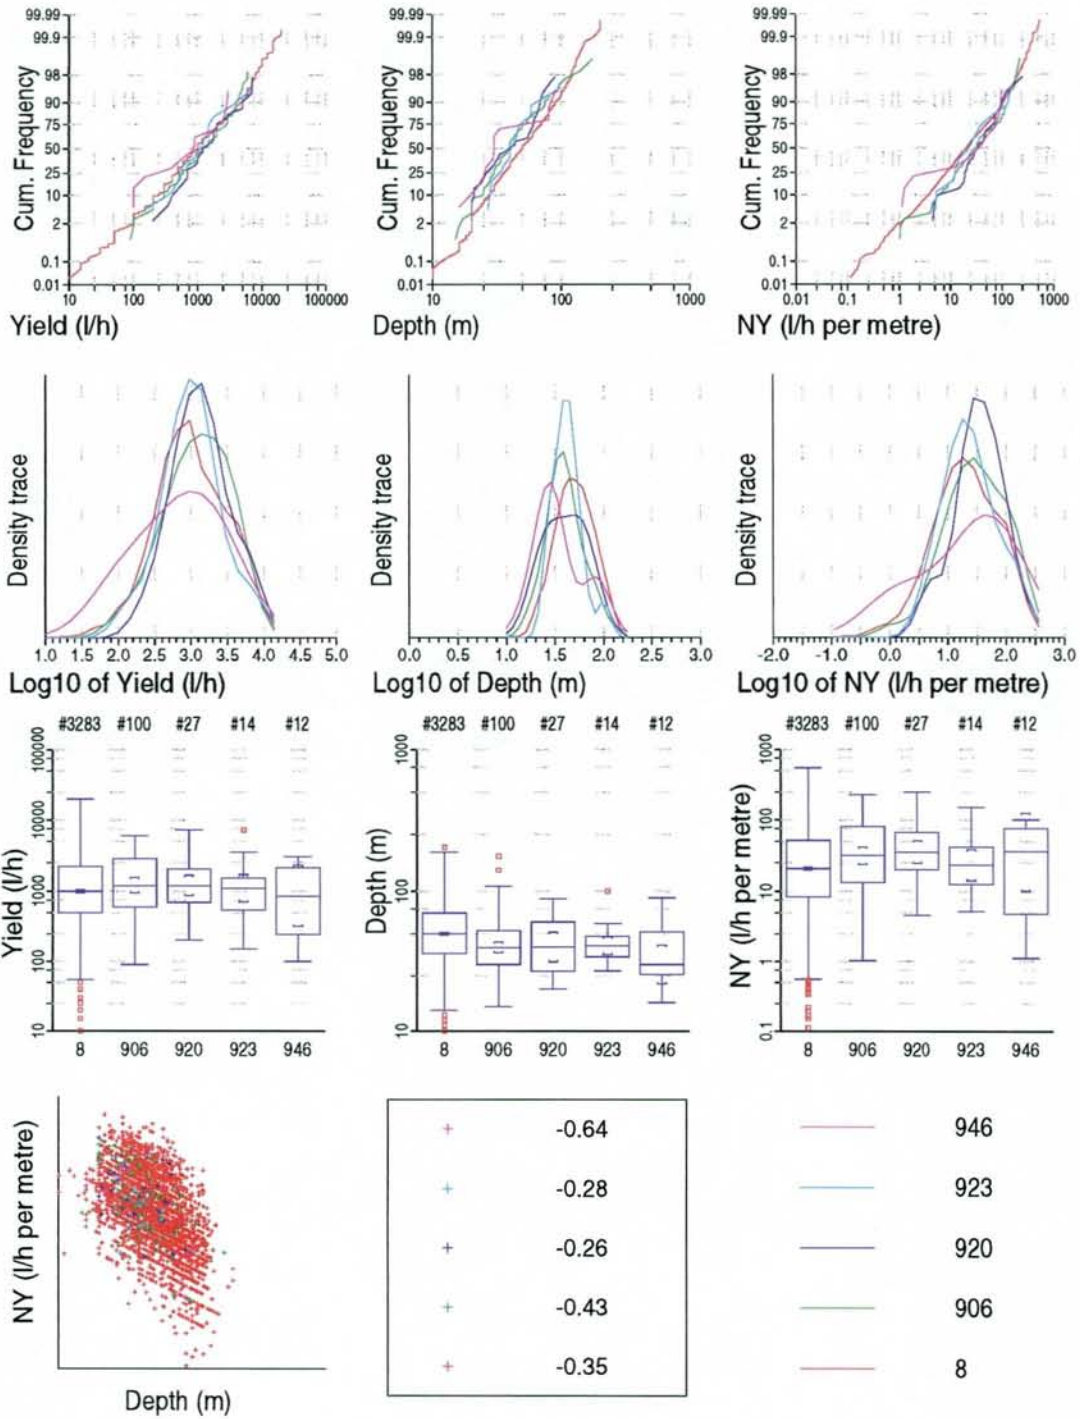 99.99
99.9
98
90
75
50
25
10
2
0.1
0.01
Cum. Frequency
10 100 1000 10000 100000
Yield (l/h)
99.99
99.9
98
90
75
50
25
10
2
0.1
0.01
Cum. Frequency
10 100 1000
Depth (m)
99.99
99.9
98
90
75
50
25
10
2
0.1
0.01
Cum. Frequency
0.01 0.1 1 10 100 1000
NY (l/h per metre)
Density trace
1.0 1.5 2.0 2.5 3.0 3.5 4.0 4.5 5.0
Log10 of Yield (l/h)
Density trace
0.0 0.5 1.0 1.5 2.0 2.5 3.0
Log10 of Depth (m)
Density trace
-2.0 -1.0 0.0 1.0 2.0 3.0
Log10 of NY (l/h per metre)
#3283 #100 #27 #14 #12
100000
10000
1000
100
10
Yield (l/h)
8 906 920 923 946
#3283 #100 #27 #14 #12
1000
100
10
Depth (m)
8 906 920 923 946
#3283 #100 #27 #14 #12
1000
100
10
1
0.1
NY (l/h per metre)
8 906 920 923 946
NY (l/h per metre)
Depth (m)
-0.64
-0.28
-0.26
-0.43
-0.35
946
923
920
906
8